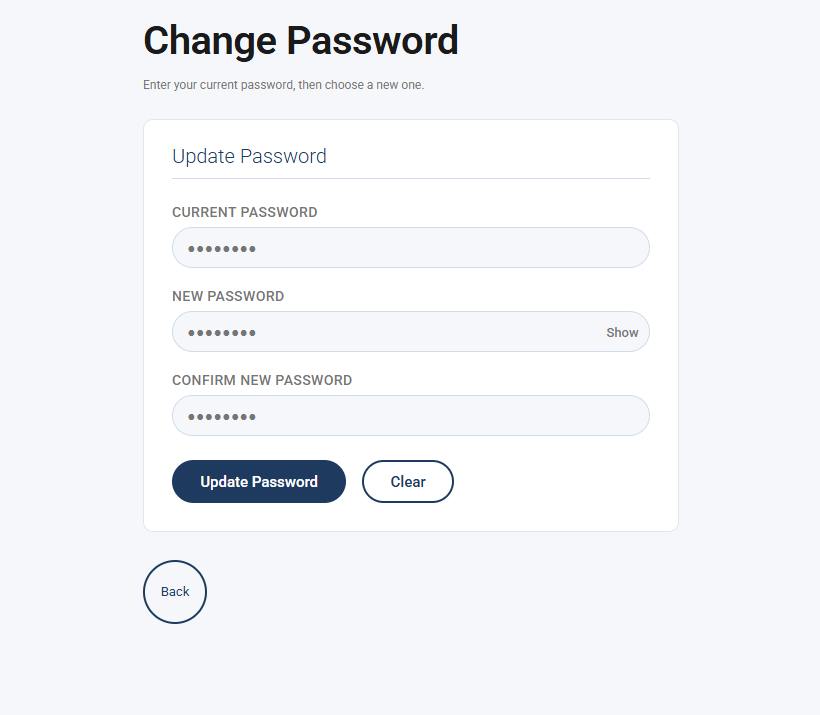 Change Password
Enter your current password, then choose a new one.
Update Password
CURRENT PASSWORD
●●●●●●●●
NEW PASSWORD
●●●●●●●● Show
CONFIRM NEW PASSWORD
●●●●●●●●
Update Password Clear
Back